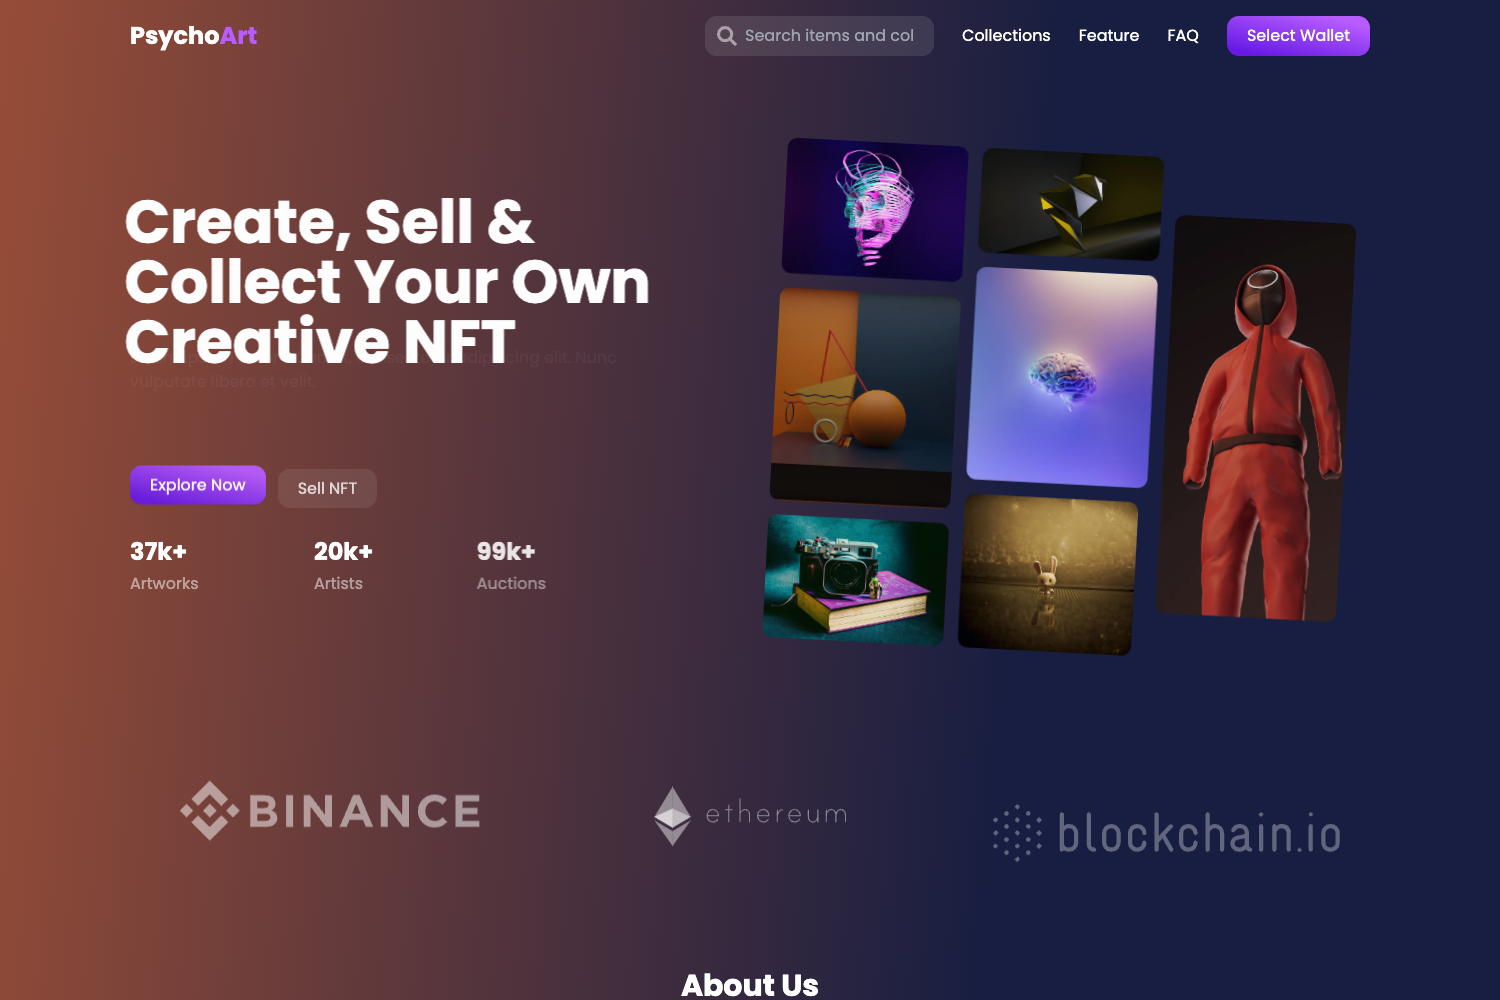 PsychoArt
Search items and col
Collections
Feature
FAQ
Select Wallet
Create, Sell &
Collect Your Own
Creative NFT
adipiscing elit. Nunc
vulputate libero et velit.
Explore Now
Sell NFT
37k+
Artworks
20k+
Artists
99k+
Auctions
BINANCE
ethereum
blockchain.io
About Us